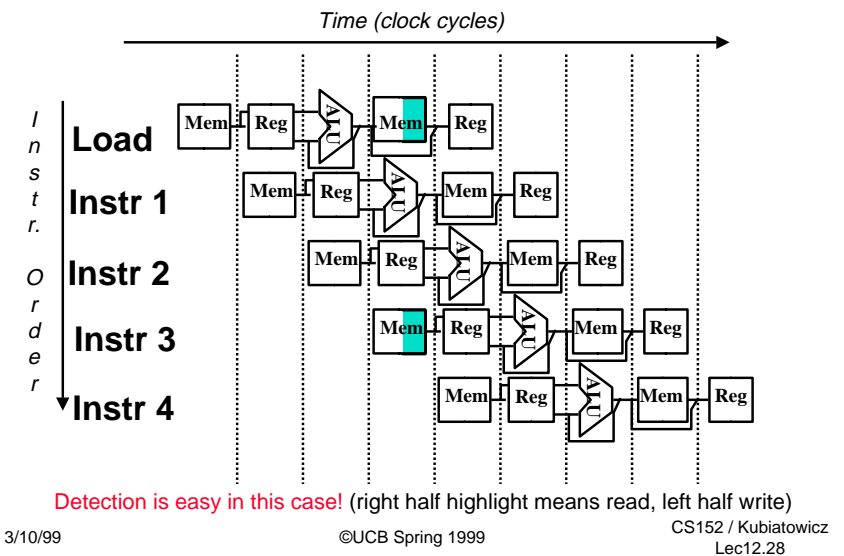 Time (clock cycles)
Instr. Order
Load
Mem Reg ALU Mem Reg
Instr 1
Mem Reg ALU Mem Reg
Instr 2
Mem Reg ALU Mem Reg
Instr 3
Mem Reg ALU Mem Reg
Instr 4
Mem Reg ALU Mem Reg
Detection is easy in this case! (right half highlight means read, left half write)
3/10/99
©UCB Spring 1999
CS152 / Kubiatowicz
Lec12.28